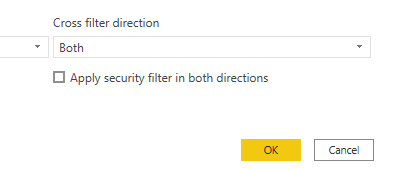 Cross filter direction
Both
Apply security filter in both directions
OK
Cancel